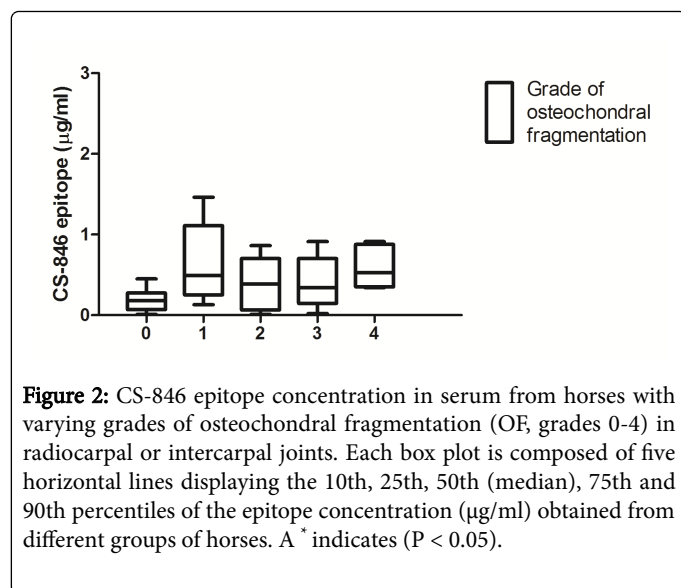 3
2
1
0
CS-846 epitope (µg/ml)
0 1 2 3 4
Grade of
osteochondral
fragmentation
Figure 2: CS-846 epitope concentration in serum from horses with
varying grades of osteochondral fragmentation (OF, grades 0-4) in
radiocarpal or intercarpal joints. Each box plot is composed of five
horizontal lines displaying the 10th, 25th, 50th (median), 75th and
90th percentiles of the epitope concentration (µg/ml) obtained from
different groups of horses. A * indicates (P < 0.05).